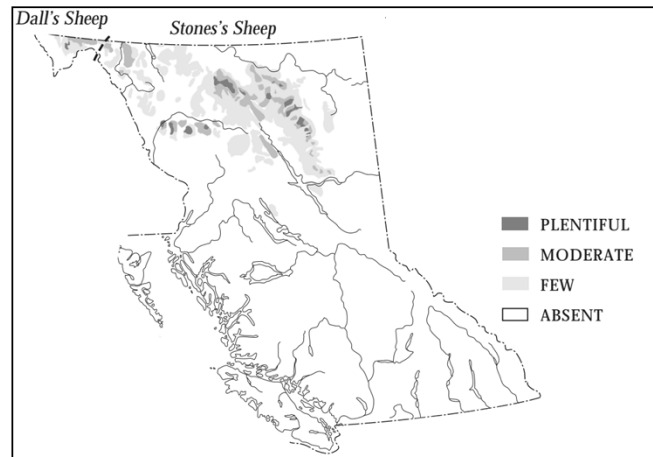 Dall's Sheep
Stones's Sheep
PLENTIFUL
MODERATE
FEW
ABSENT